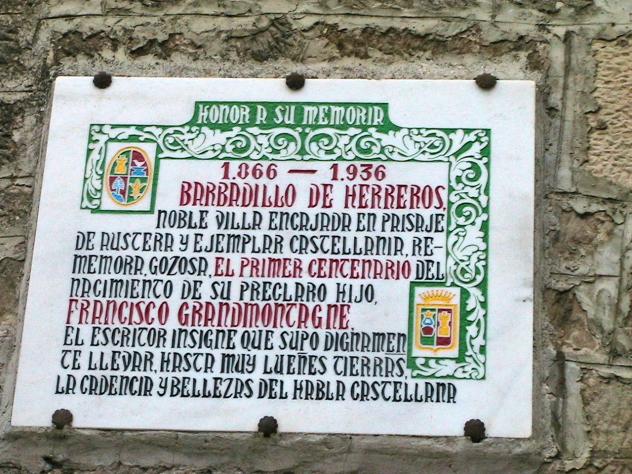 HONOR A SU MEMORIA
1.866 — 1.936
BARBADILLO DE HERREROS,
NOBLE VILLA ENCAJADA EN PAISAJE
DE AUSTERA Y EJEMPLAR CASTELLANIA, RE-
MEMORA, GOZOSA, EL PRIMER CENTENARIO DEL
NACIMIENTO DE SU PRECLARO HIJO,
FRANCISCO GRANDMONTAGNE,
EL ESCRITOR INSIGNE QUE SUPO DIGNAMEN-
TE LLEVAR, HASTA MUY LUEÑES TIERRAS,
LA CADENCIA Y BELLEZAS DEL HABLA CASTELLANA